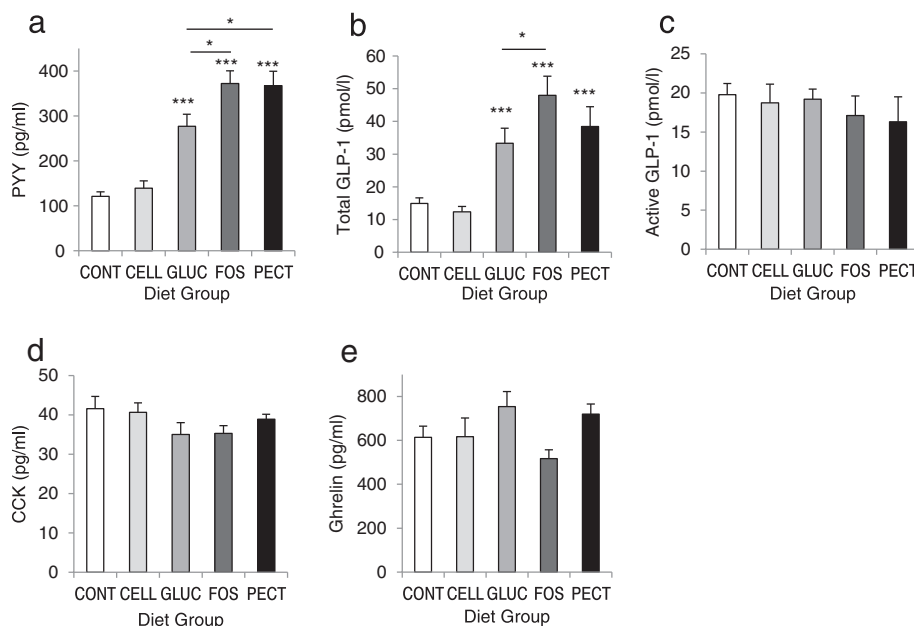 a
*
*
***
***
***
400
300
200
100
0
PYY (pg/ml)
CONT CELL GLUC FOS PECT
Diet Group
b
*
***
***
***
60
50
40
30
20
10
0
Total GLP-1 (pmol/l)
CONT CELL GLUC FOS PECT
Diet Group
c
25
20
15
10
5
0
Active GLP-1 (pmol/l)
CONT CELL GLUC FOS PECT
Diet Group
d
50
40
30
20
10
0
CCK (pg/ml)
CONT CELL GLUC FOS PECT
Diet Group
e
800
600
400
200
0
Ghrelin (pg/ml)
CONT CELL GLUC FOS PECT
Diet Group